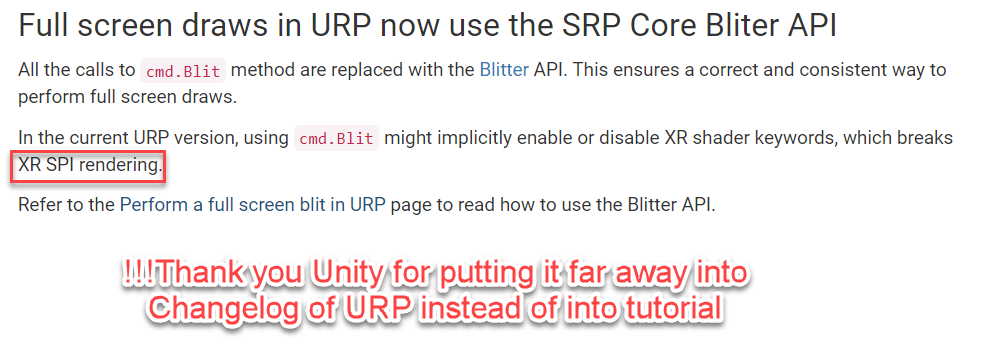 Full screen draws in URP now use the SRP Core Bliter API
All the calls to cmd.Blit method are replaced with the Blitter API. This ensures a correct and consistent way to
perform full screen draws.
In the current URP version, using cmd.Blit might implicitly enable or disable XR shader keywords, which breaks
XR SPI rendering.
Refer to the Perform a full screen blit in URP page to read how to use the Blitter API.
!!!Thank you Unity for putting it far away into
Changelog of URP instead of into tutorial